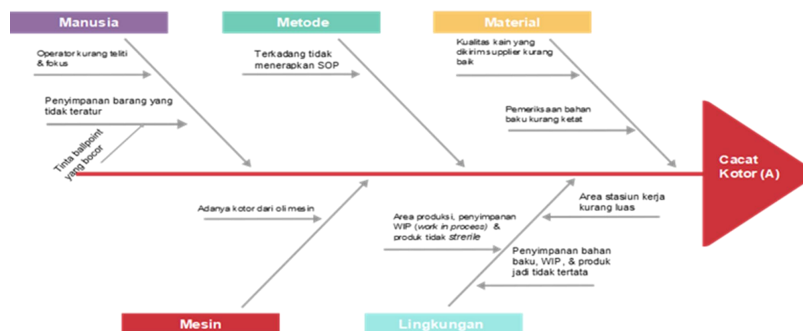 Manusia
Metode
Material
Operator kurang teliti
& fokus
Terkadang tidak
menerapkan SOP
Kualitas kain yang
dikirim supplier kurang
baik
Penyimpanan barang yang
tidak teratur
Pemeriksaan bahan
baku kurang ketat
Tinta ballpoint
yang bocor
Cacat
Kotor (A)
Adanya kotor dari oli mesin
Area produksi, penyimpanan
WIP (work in process) &
produk tidak strerile
Area stasiun kerja
kurang luas
Penyimpanan bahan
baku, WIP, & produk
jadi tidak tertata
Mesin
Lingkungan